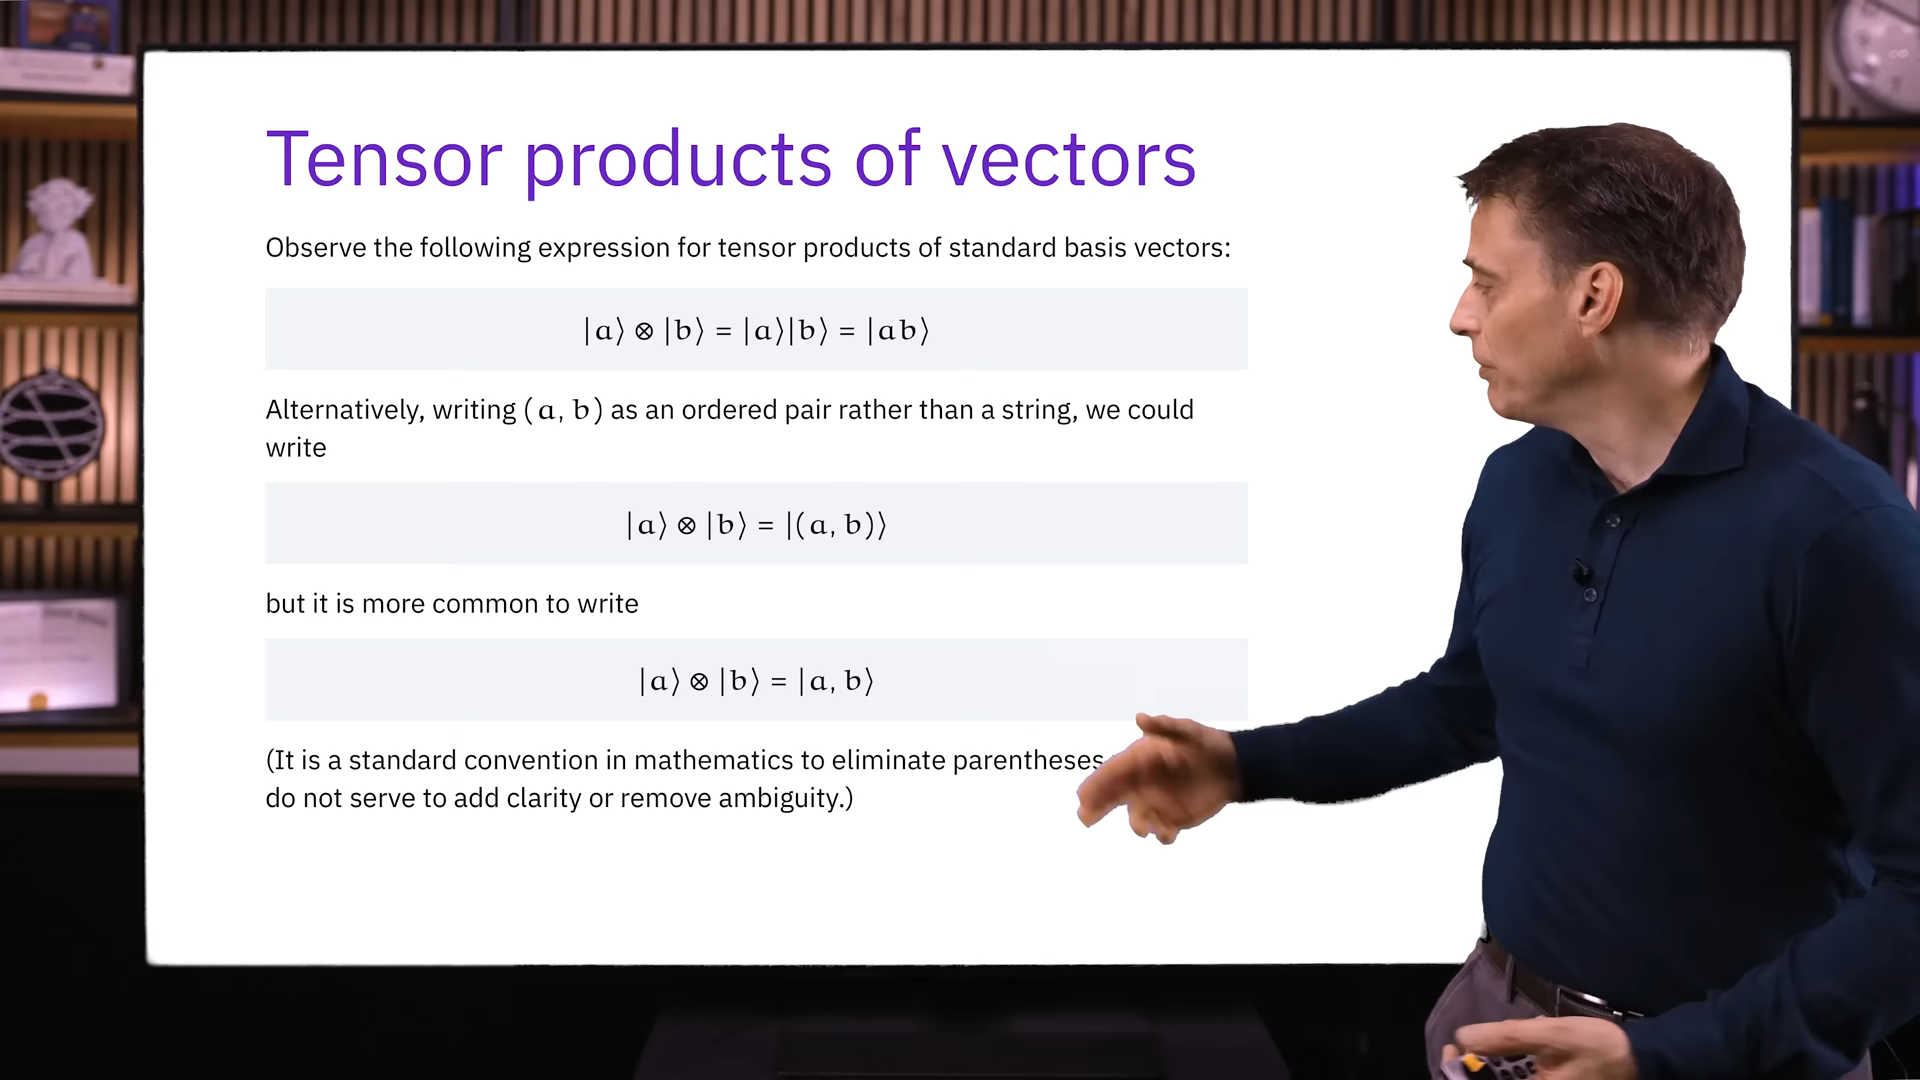 Tensor products of vectors
Observe the following expression for tensor products of standard basis vectors:
|a⟩ ⊗ |b⟩ = |a⟩|b⟩ = |ab⟩
Alternatively, writing (a, b) as an ordered pair rather than a string, we could
write
|a⟩ ⊗ |b⟩ = |(a, b)⟩
but it is more common to write
|a⟩ ⊗ |b⟩ = |a, b⟩
(It is a standard convention in mathematics to eliminate parentheses
do not serve to add clarity or remove ambiguity.)